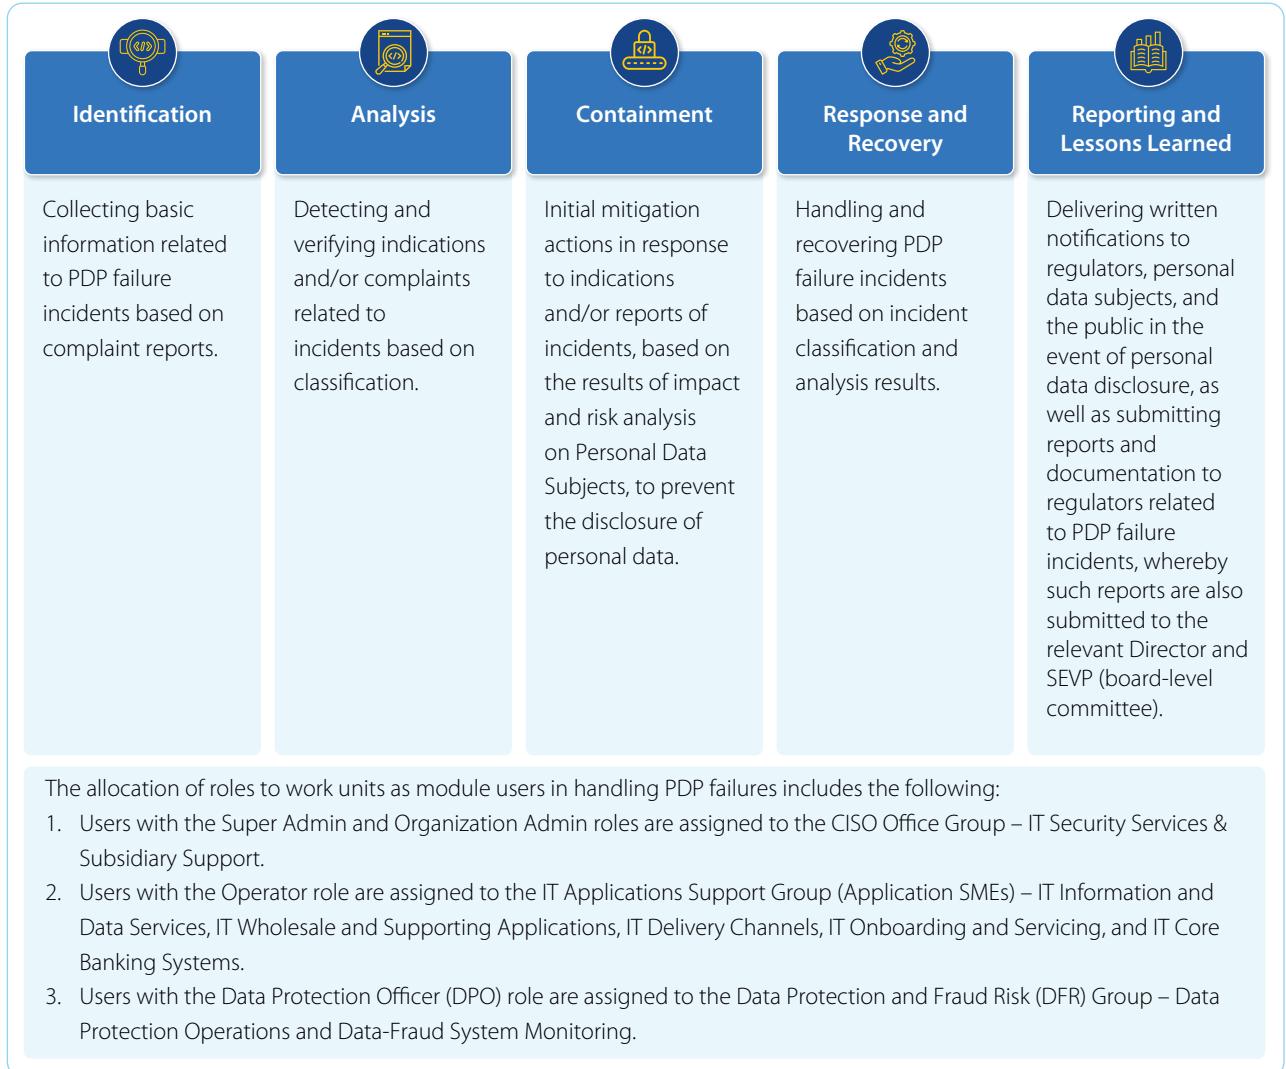 Identification
Collecting basic
information related
to PDP failure
incidents based on
complaint reports.
Analysis
Detecting and
verifying indications
and/or complaints
related to
incidents based on
classification.
Containment
Initial mitigation
actions in response
to indications
and/or reports of
incidents, based on
the results of impact
and risk analysis
on Personal Data
Subjects, to prevent
the disclosure of
personal data.
Response and
Recovery
Handling and
recovering PDP
failure incidents
based on incident
classification and
analysis results.
Reporting and
Lessons Learned
Delivering written
notifications to
regulators, personal
data subjects, and
the public in the
event of personal
data disclosure, as
well as submitting
reports and
documentation to
regulators related
to PDP failure
incidents, whereby
such reports are also
submitted to the
relevant Director and
SEVP (board-level
committee).
The allocation of roles to work units as module users in handling PDP failures includes the following:
1. Users with the Super Admin and Organization Admin roles are assigned to the CISO Office Group – IT Security Services &
Subsidiary Support.
2. Users with the Operator role are assigned to the IT Applications Support Group (Application SMEs) – IT Information and
Data Services, IT Wholesale and Supporting Applications, IT Delivery Channels, IT Onboarding and Servicing, and IT Core
Banking Systems.
3. Users with the Data Protection Officer (DPO) role are assigned to the Data Protection and Fraud Risk (DFR) Group – Data
Protection Operations and Data-Fraud System Monitoring.